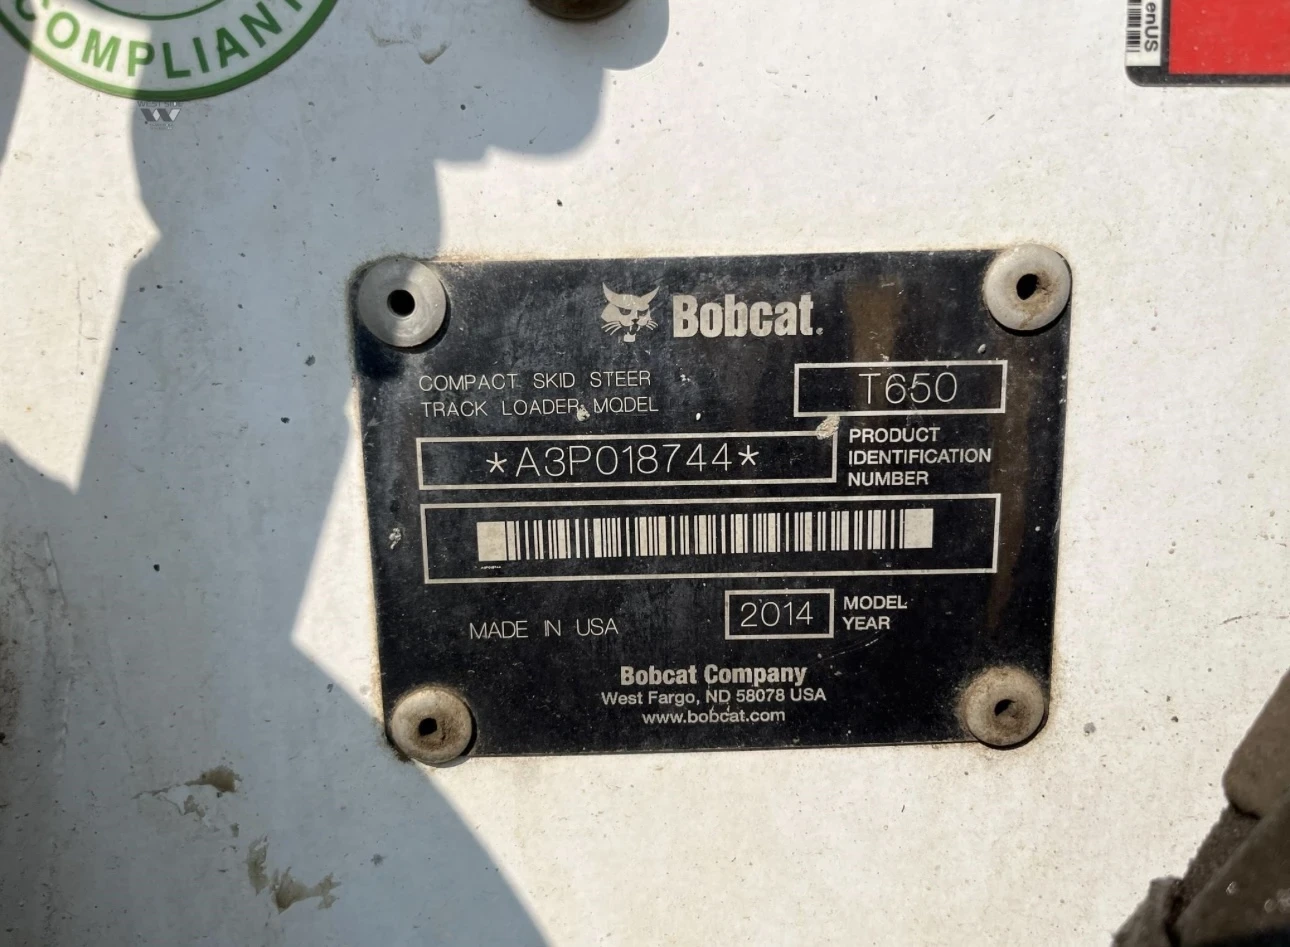 COMPLIANT
enUS
Bobcat
COMPACT SKID STEER
TRACK LOADER MODEL
T650
*A3P018744*
PRODUCT
IDENTIFICATION
NUMBER
MADE IN USA
2014
MODEL
YEAR
Bobcat Company
West Fargo, ND 58078 USA
www.bobcat.com